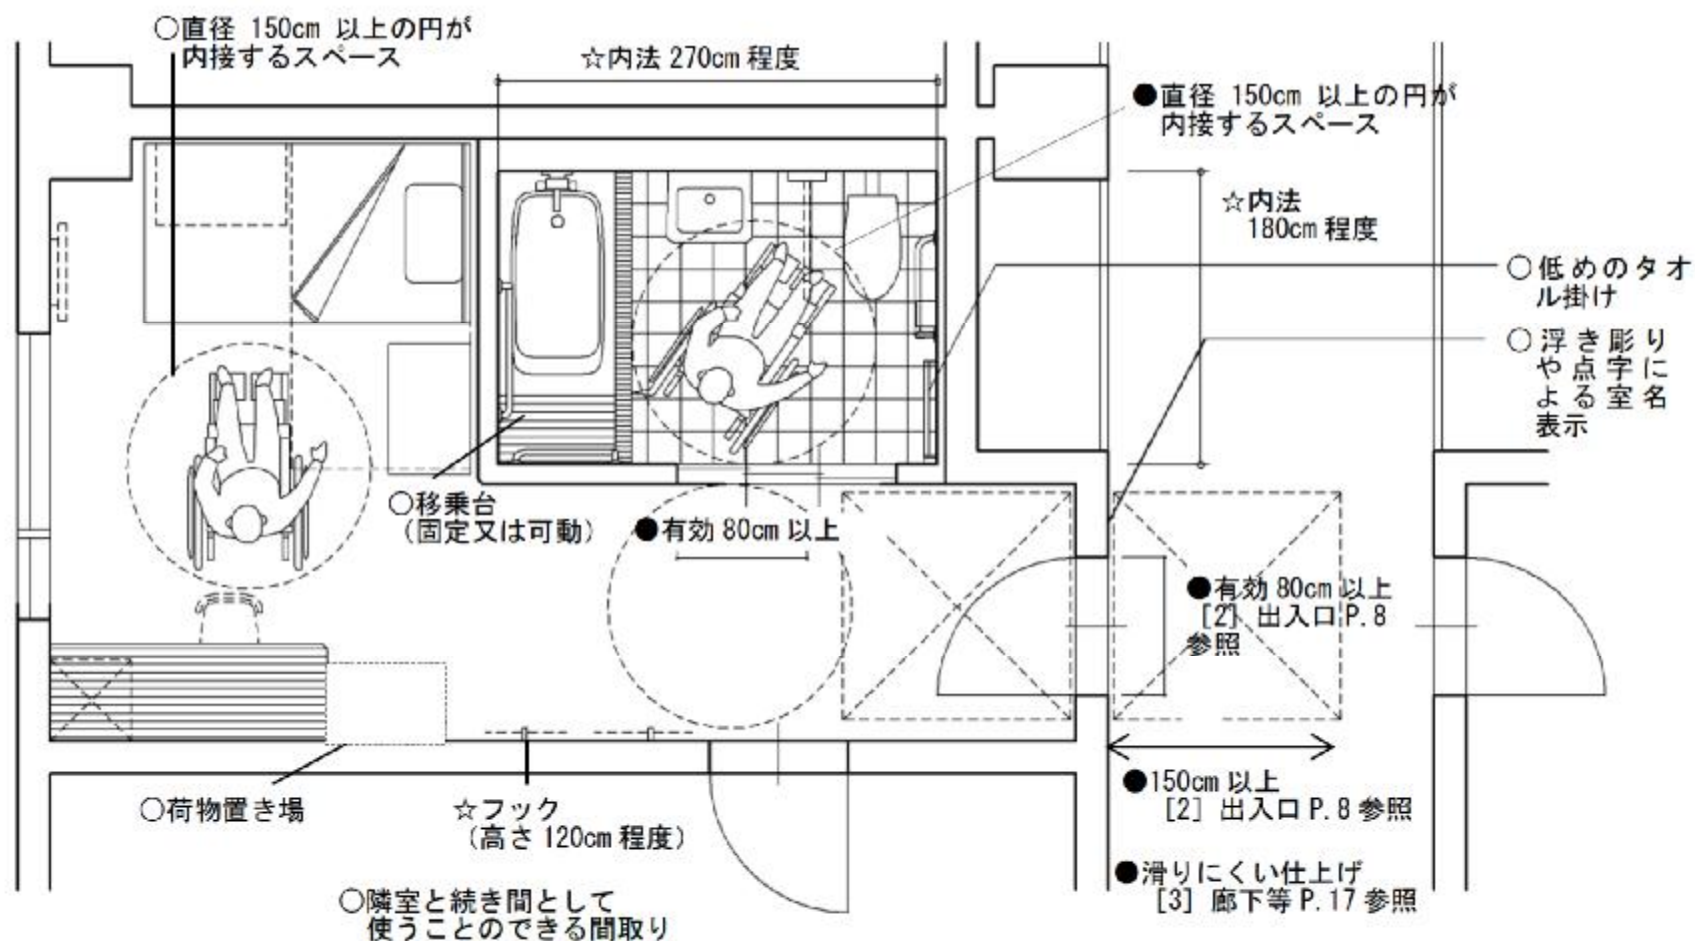 ○直径 150cm 以上の円が
内接するスペース
☆内法 270cm 程度
●直径 150cm 以上の円が
内接するスペース
☆内法
180cm 程度
○低めのタオ
ル掛け
○浮き彫り
や点字に
よる室名
表示
○移乗台
(固定又は可動)
●有効 80cm 以上
●有効 80cm 以上
[2] 出入口 P.8
参照
○荷物置き場
☆フック
(高さ 120cm 程度)
●150cm 以上
[2] 出入口 P.8 参照
●滑りにくい仕上げ
[3] 廊下等 P.17 参照
○隣室と続き間として
使うことのできる間取り